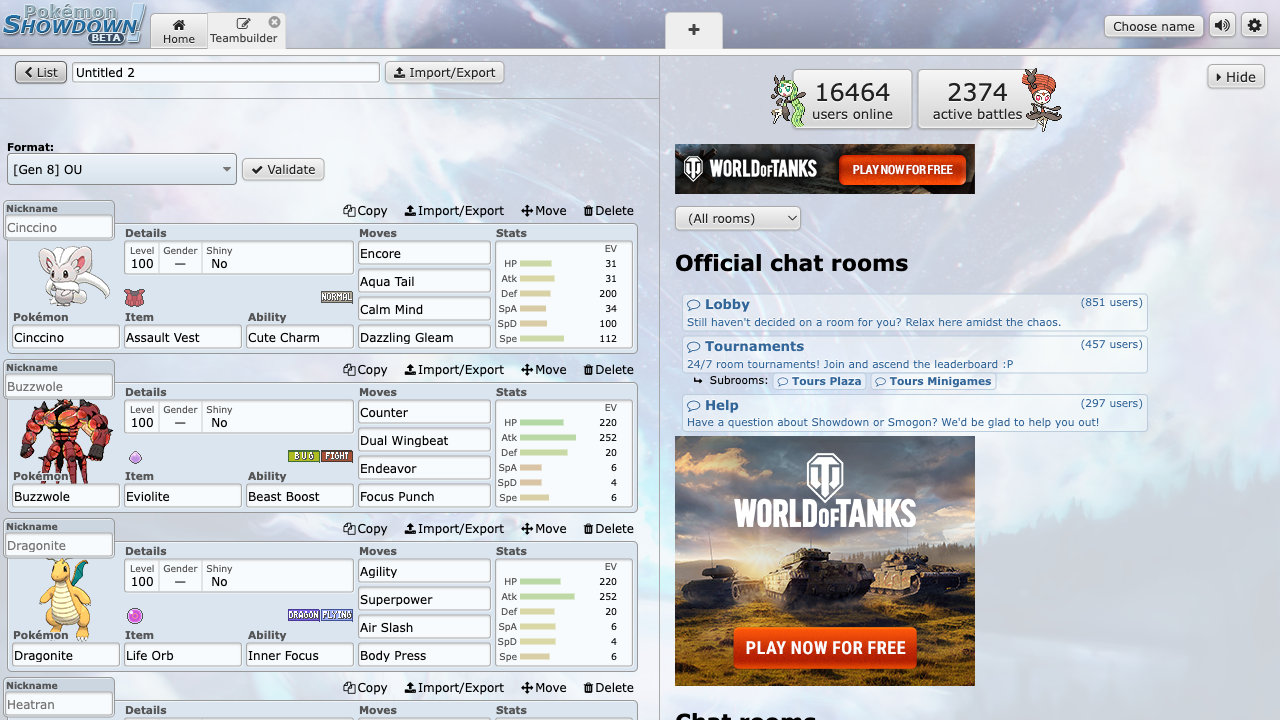 Pokémon
SHOWDOWN!
BETA
Home
Teambuilder
Choose name
List
Untitled 2
Import/Export
Format:
[Gen 8] OU
Validate
Nickname
Cinccino
Copy
Import/Export
Move
Delete
Details
Moves
Stats
Level
Gender
Shiny
100
—
No
NORMAL
Pokémon
Item
Ability
Cinccino
Assault Vest
Cute Charm
Encore
Aqua Tail
Calm Mind
Dazzling Gleam
EV
HP 31
Atk 31
Def 200
SpA 34
SpD 100
Spe 112
Nickname
Buzzwole
Copy
Import/Export
Move
Delete
Details
Moves
Stats
Level
Gender
Shiny
100
—
No
BUG
FIGHT
Pokémon
Item
Ability
Buzzwole
Eviolite
Beast Boost
Counter
Dual Wingbeat
Endeavor
Focus Punch
EV
HP 220
Atk 252
Def 20
SpA 6
SpD 4
Spe 6
Nickname
Dragonite
Copy
Import/Export
Move
Delete
Details
Moves
Stats
Level
Gender
Shiny
100
—
No
DRAGON
FLYING
Pokémon
Item
Ability
Dragonite
Life Orb
Inner Focus
Agility
Superpower
Air Slash
Body Press
EV
HP 220
Atk 252
Def 20
SpA 6
SpD 4
Spe 6
Nickname
Heatran
Copy
Import/Export
Move
Delete
Details
Moves
Stats
16464
users online
2374
active battles
Hide
WORLD OF TANKS
PLAY NOW FOR FREE
(All rooms)
Official chat rooms
Lobby
(851 users)
Still haven't decided on a room for you? Relax here amidst the chaos.
Tournaments
(457 users)
24/7 room tournaments! Join and ascend the leaderboard :P
Subrooms: Tours Plaza Tours Minigames
Help
(297 users)
Have a question about Showdown or Smogon? We'd be glad to help you out!
WORLD OF TANKS
PLAY NOW FOR FREE
Chat rooms